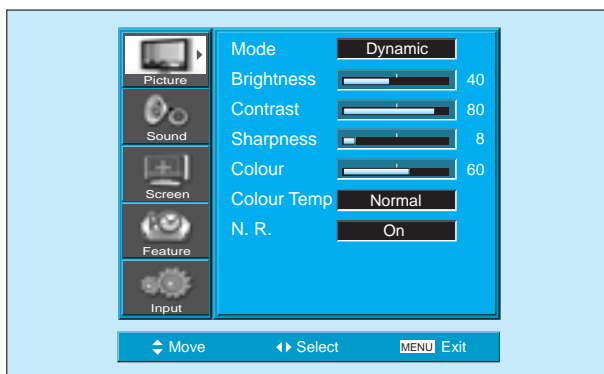 Picture
Sound
Screen
Feature
Input
Mode Dynamic
Brightness 40
Contrast 80
Sharpness 8
Colour 60
Colour Temp Normal
N. R. On
Move Select MENU Exit